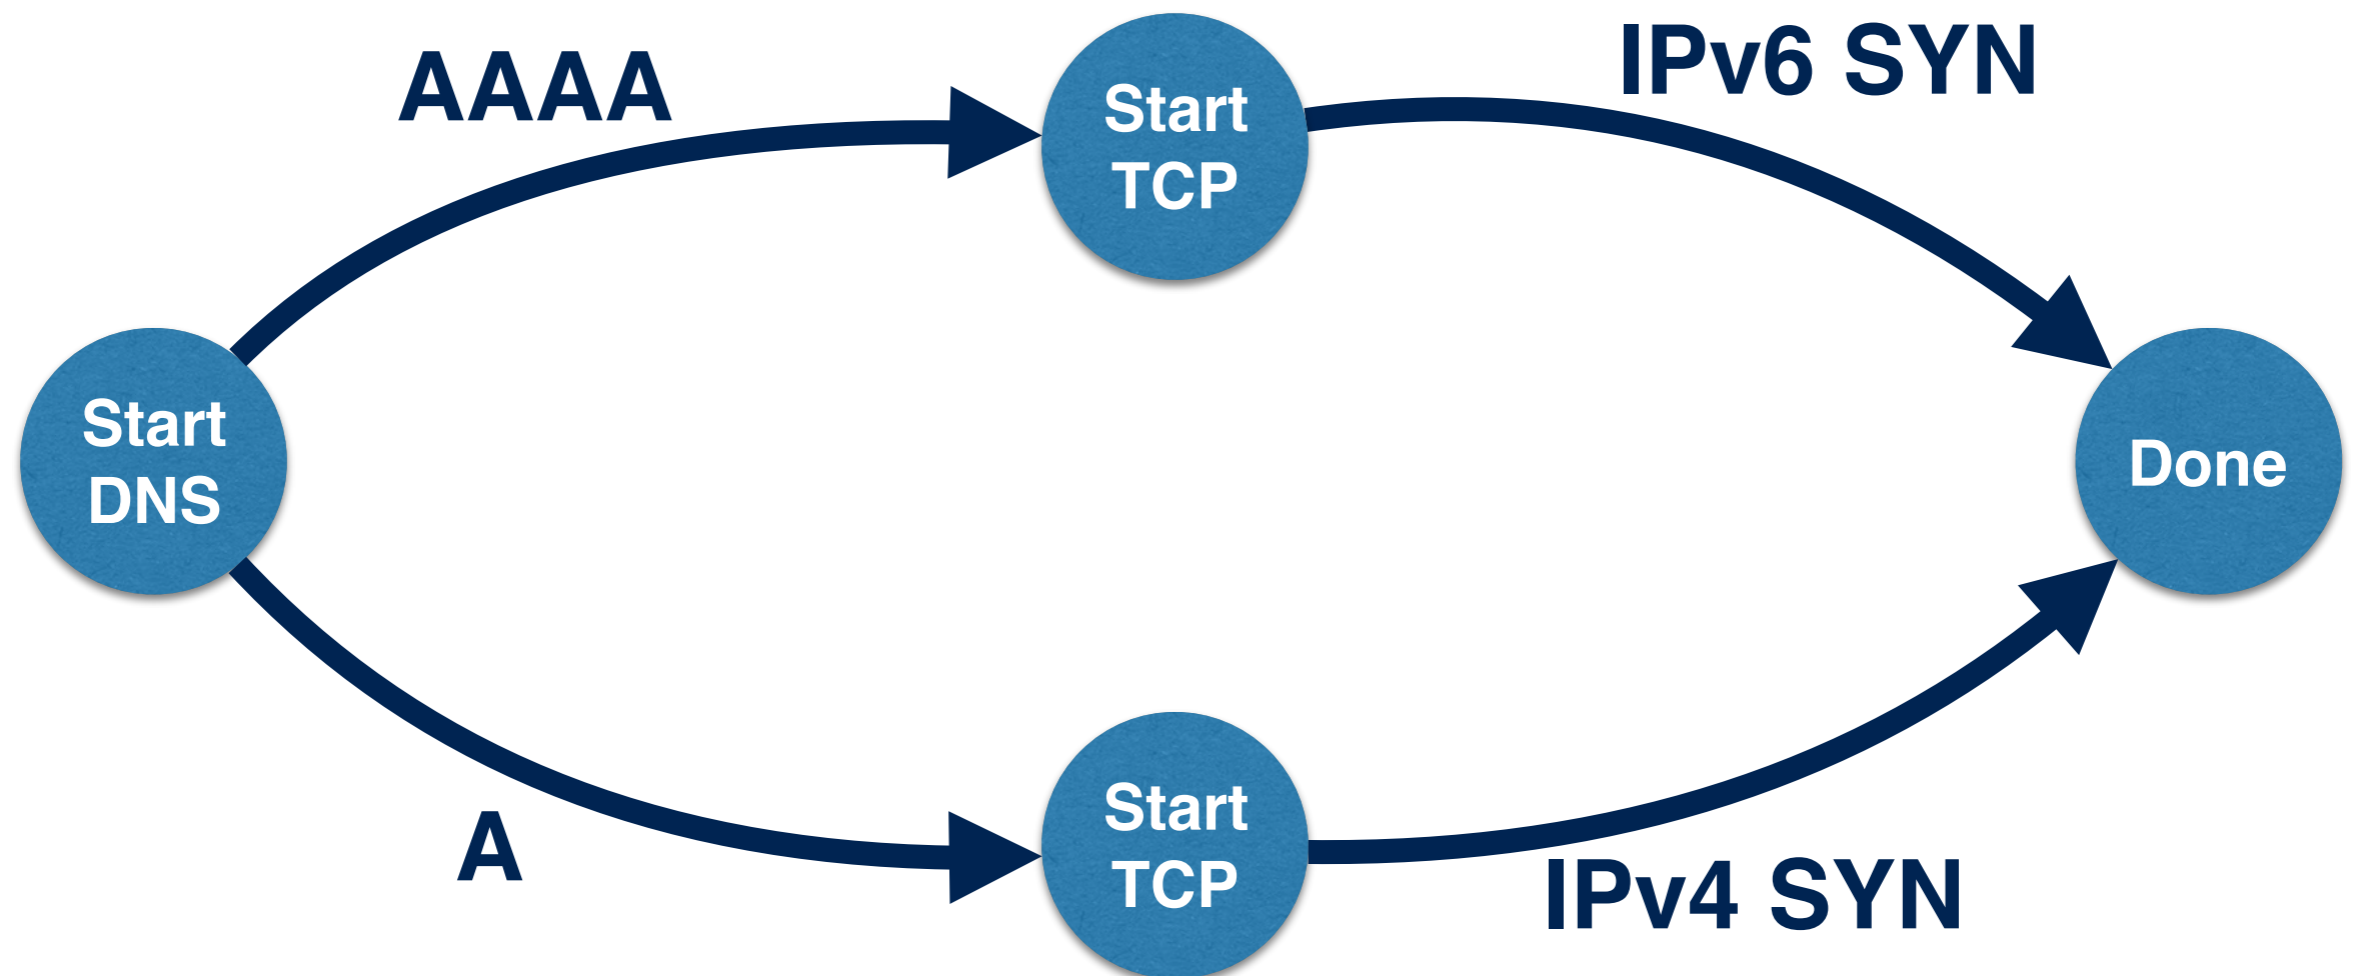 AAAA
Start
TCP
IPv6 SYN
Start
DNS
Done
A
Start
TCP
IPv4 SYN